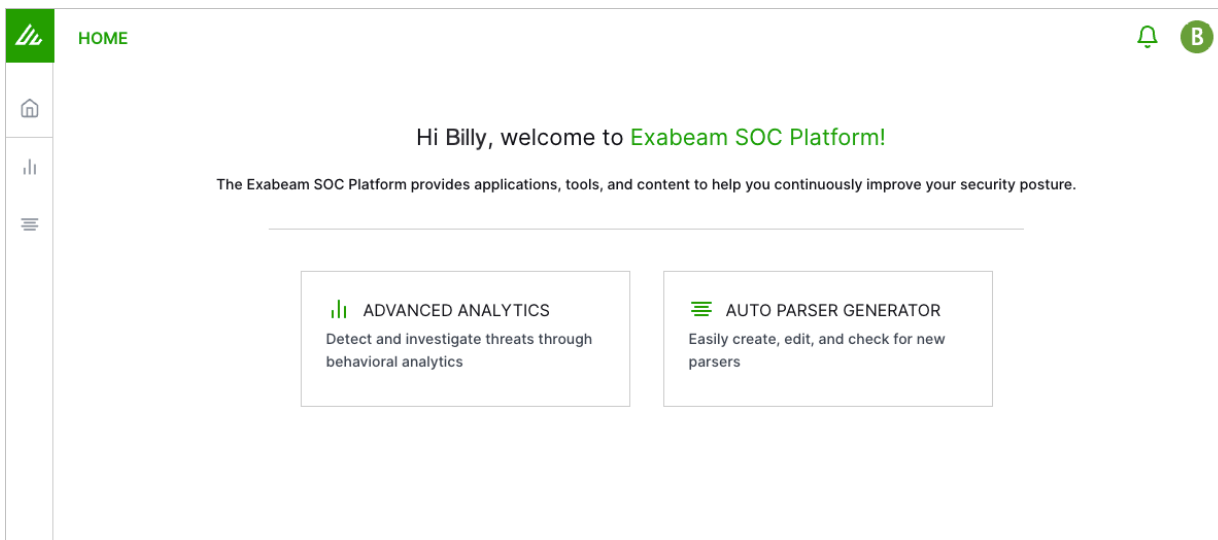 HOME
B
Hi Billy, welcome to Exabeam SOC Platform!
The Exabeam SOC Platform provides applications, tools, and content to help you continuously improve your security posture.
ADVANCED ANALYTICS
Detect and investigate threats through
behavioral analytics
AUTO PARSER GENERATOR
Easily create, edit, and check for new
parsers